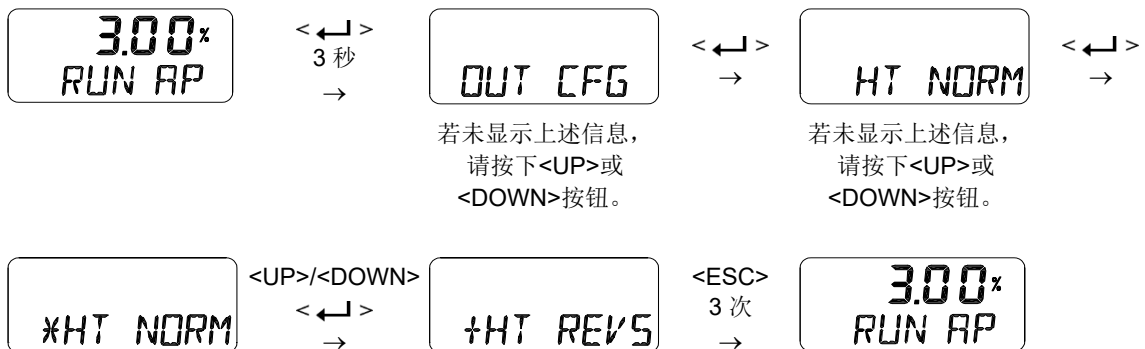 3.00%
RUN AP
< ↵ >
3 秒
→
OUT CFG
若未显示上述信息，
请按下<UP>或
<DOWN>按钮。
< ↵ >
→
HT NORM
若未显示上述信息，
请按下<UP>或
<DOWN>按钮。
< ↵ >
→
*HT NORM
<UP>/<DOWN>
< ↵ >
→
+HT REVS
<ESC>
3 次
→
3.00%
RUN AP